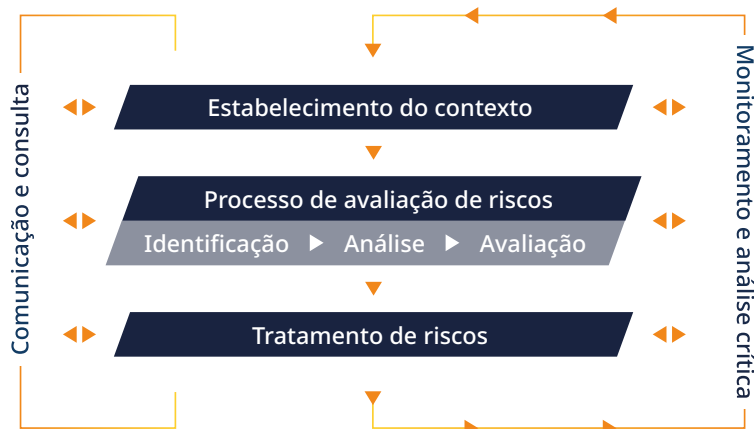 Comunicação e consulta
Estabelecimento do contexto
Processo de avaliação de riscos
Identificação Análise Avaliação
Tratamento de riscos
Monitoramento e análise crítica